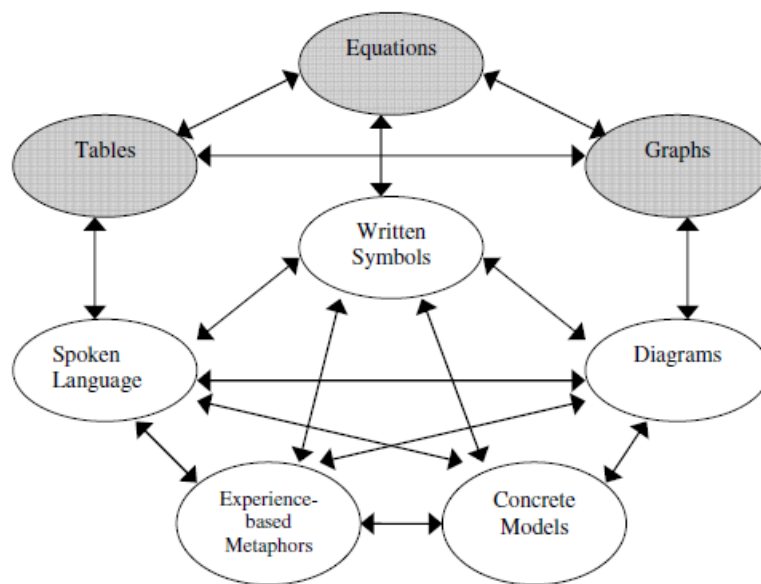 Equations
Tables
Graphs
Written
Symbols
Spoken
Language
Diagrams
Experience-
based
Metaphors
Concrete
Models